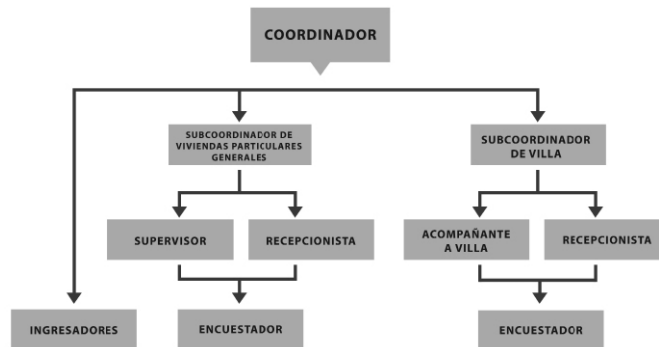 COORDINADOR
SUBCOORDINADOR DE
VIVIENDAS PARTICULARES
GENERALES
SUBCOORDINADOR
DE VILLA
SUPERVISOR
RECEPCIONISTA
ACOMPAÑANTE
A VILLA
RECEPCIONISTA
INGRESADORES
ENCUESTADOR
ENCUESTADOR